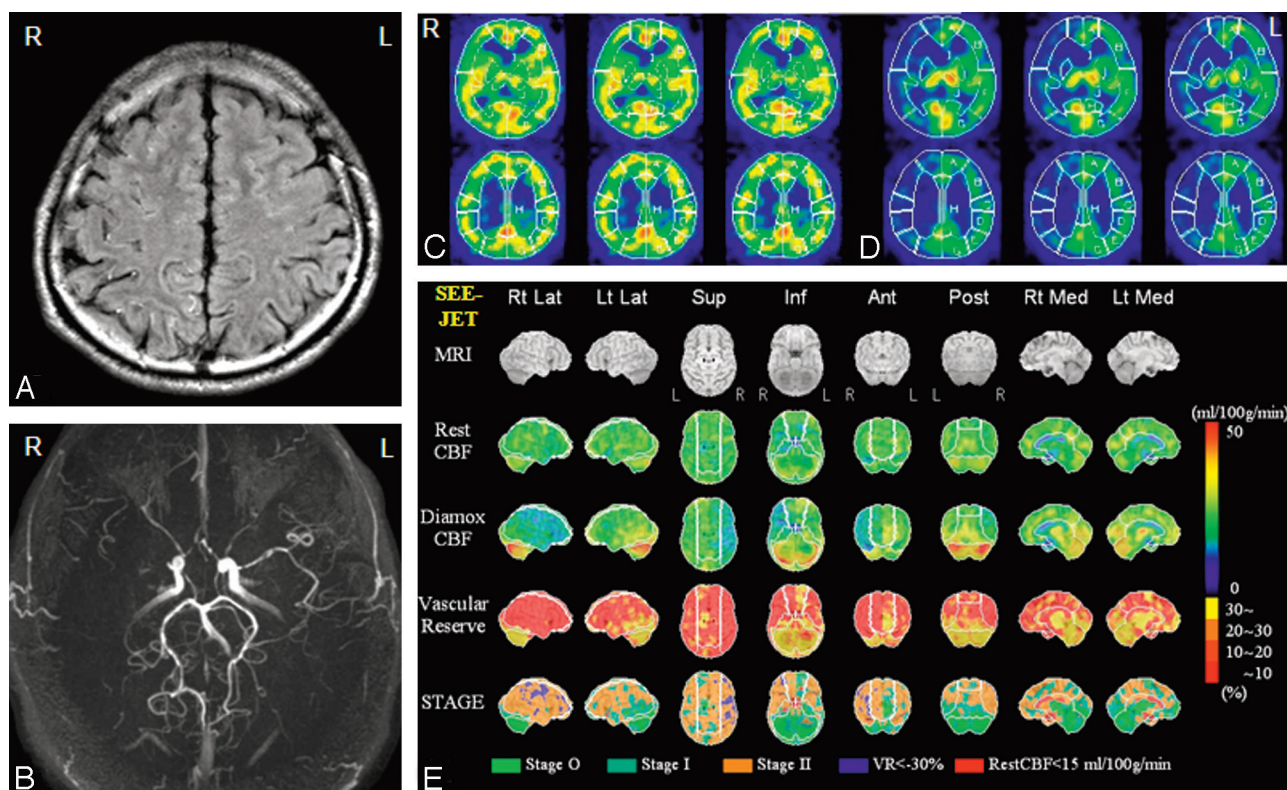 R L
A
R L
B
R L
C D
SEE-
JET
Rt Lat Lt Lat Sup Inf Ant Post Rt Med Lt Med
MRI
L R R L R L L R
Rest
CBF
Diamox
CBF
Vascular
Reserve
STAGE
(ml/100g/min)
50
0
30~
20~30
10~20
~10
(%)
Stage O Stage I Stage II VR<-30% RestCBF<15 ml/100g/min
E